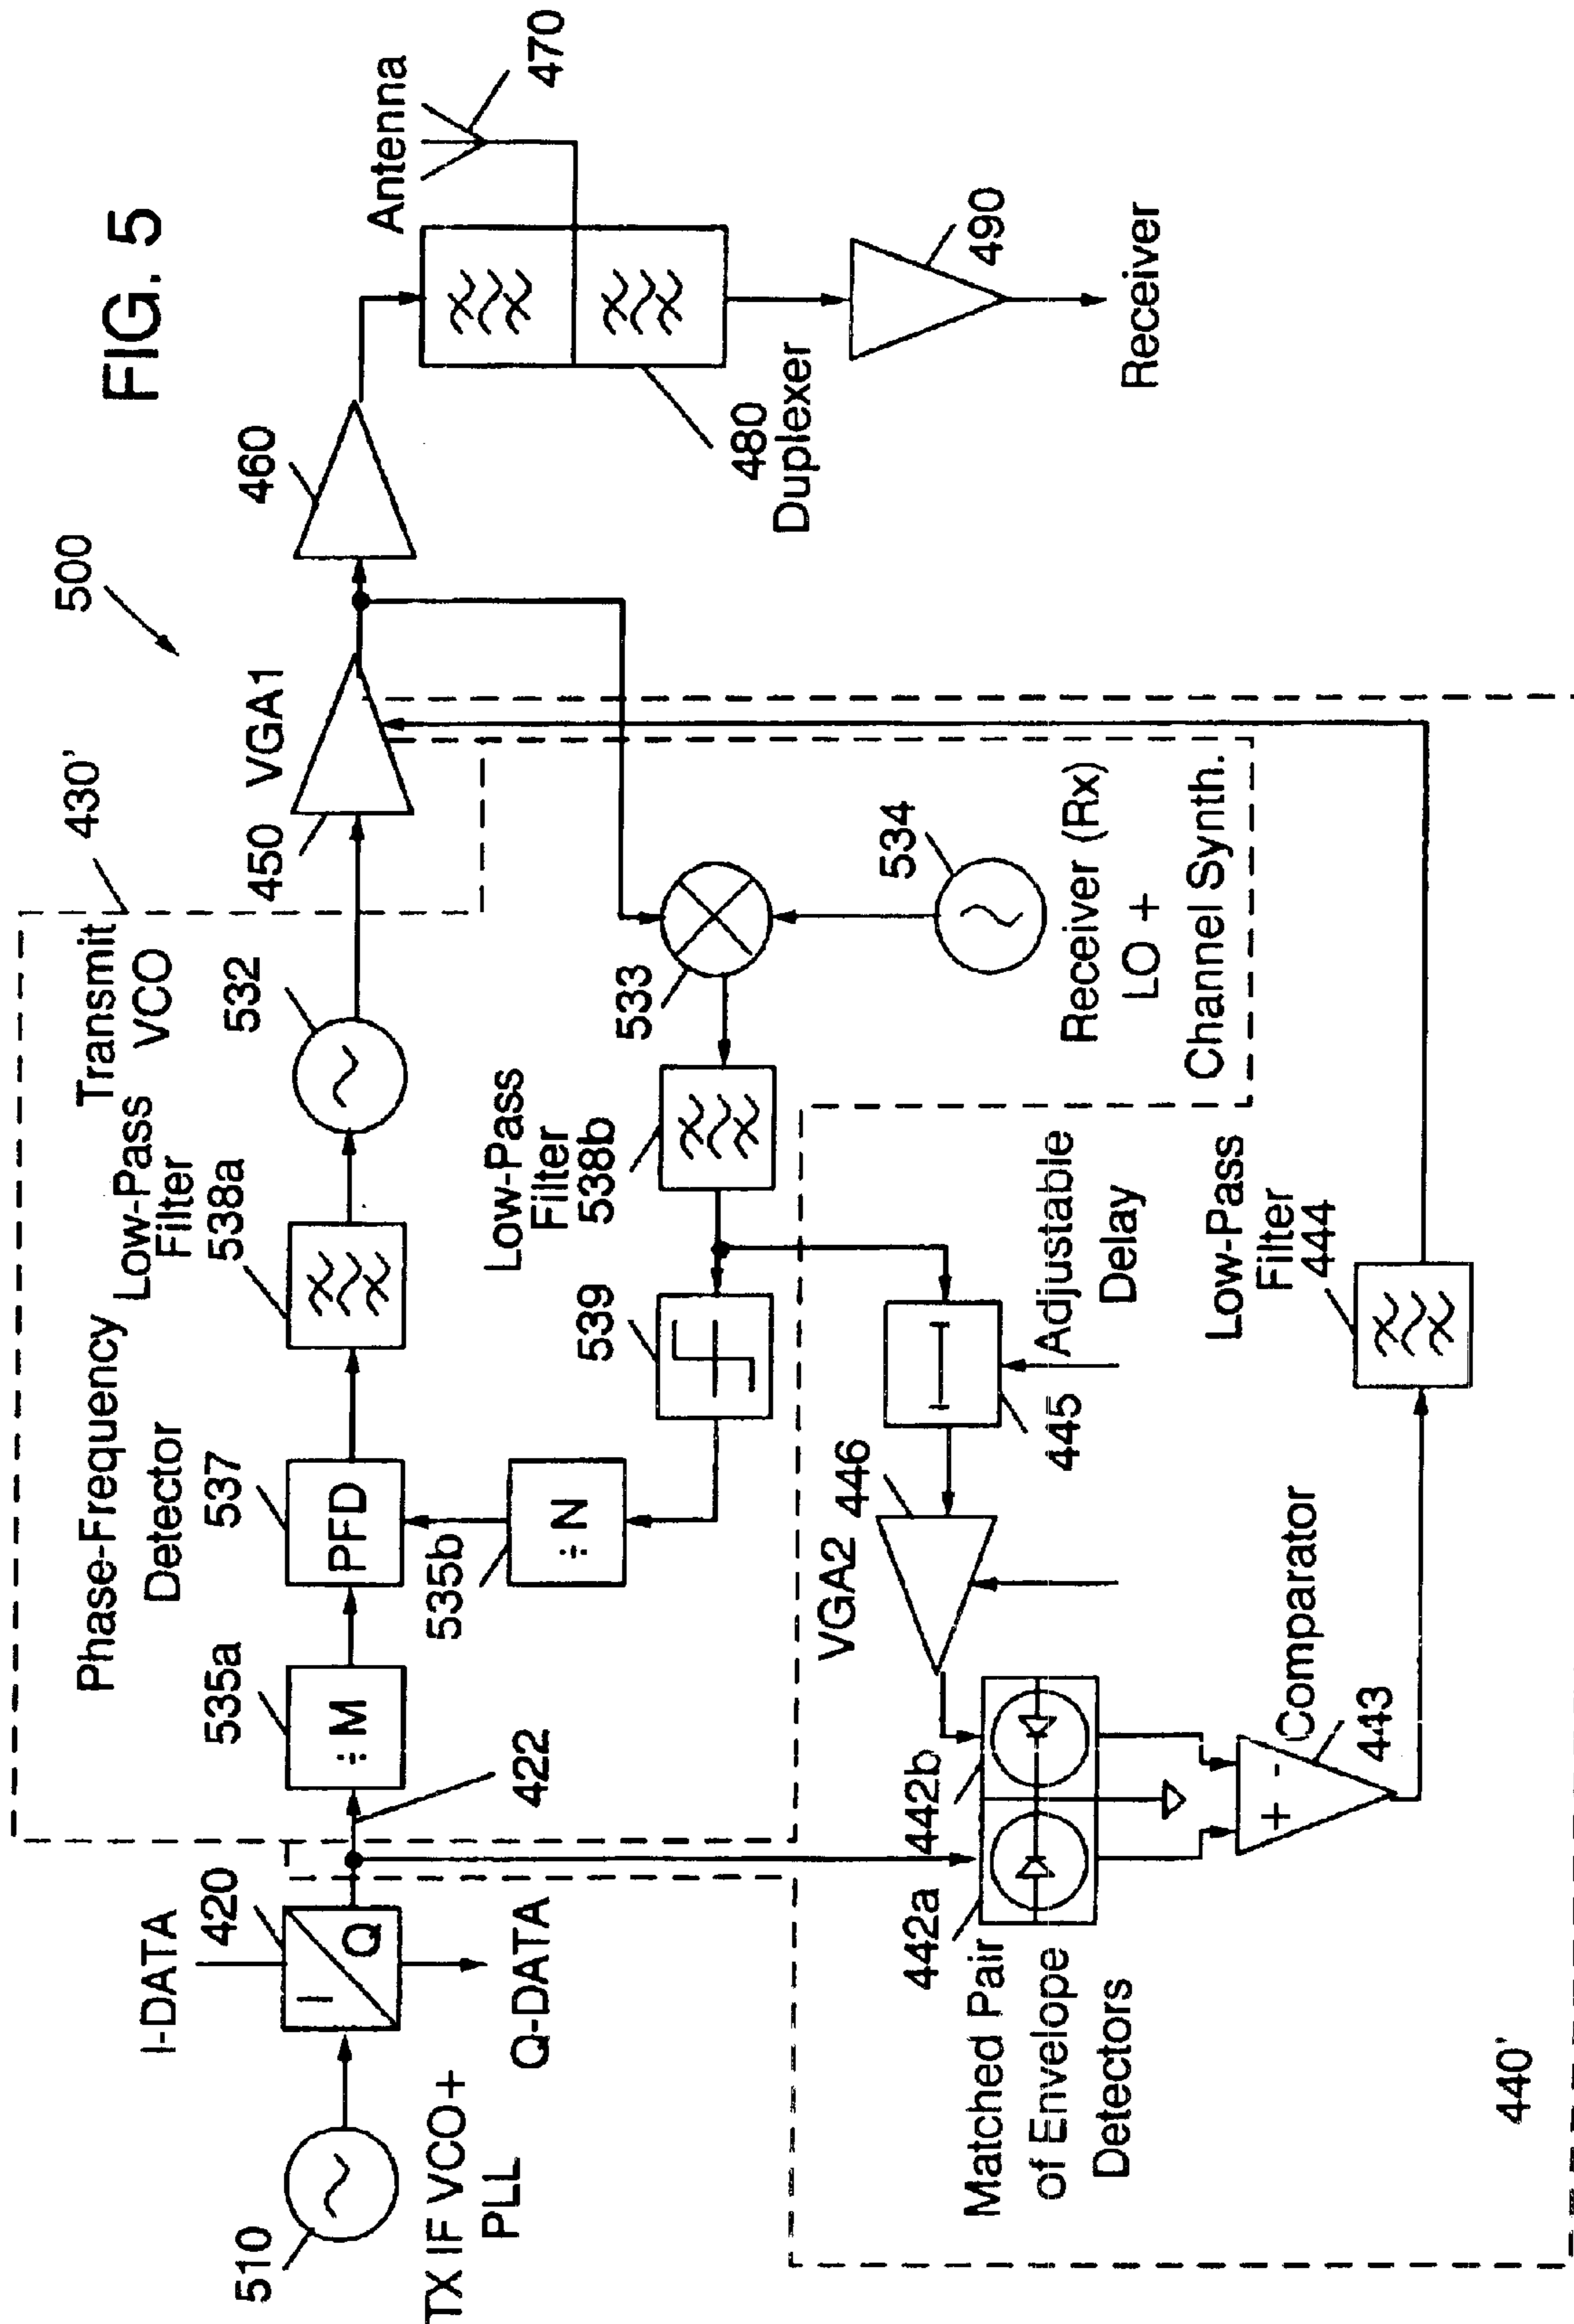 FIG. 5
500
510
TX IF VCO+
PLL
I-DATA
420
I
Q
Q-DATA
422
535a
÷M
Phase-Frequency
Detector
537
PFD
535b
÷N
Low-Pass
Filter
538a
Transmit
VCO
532
430'
450
VGA1
460
Antenna
470
480
Duplexer
490
Receiver
533
534
Receiver (Rx)
LO +
Channel Synth.
Low-Pass
Filter
538b
539
Adjustable
Delay
445
446
VGA2
442a
442b
Matched Pair
of Envelope
Detectors
+
-
Comparator
443
Low-Pass
Filter
444
440'